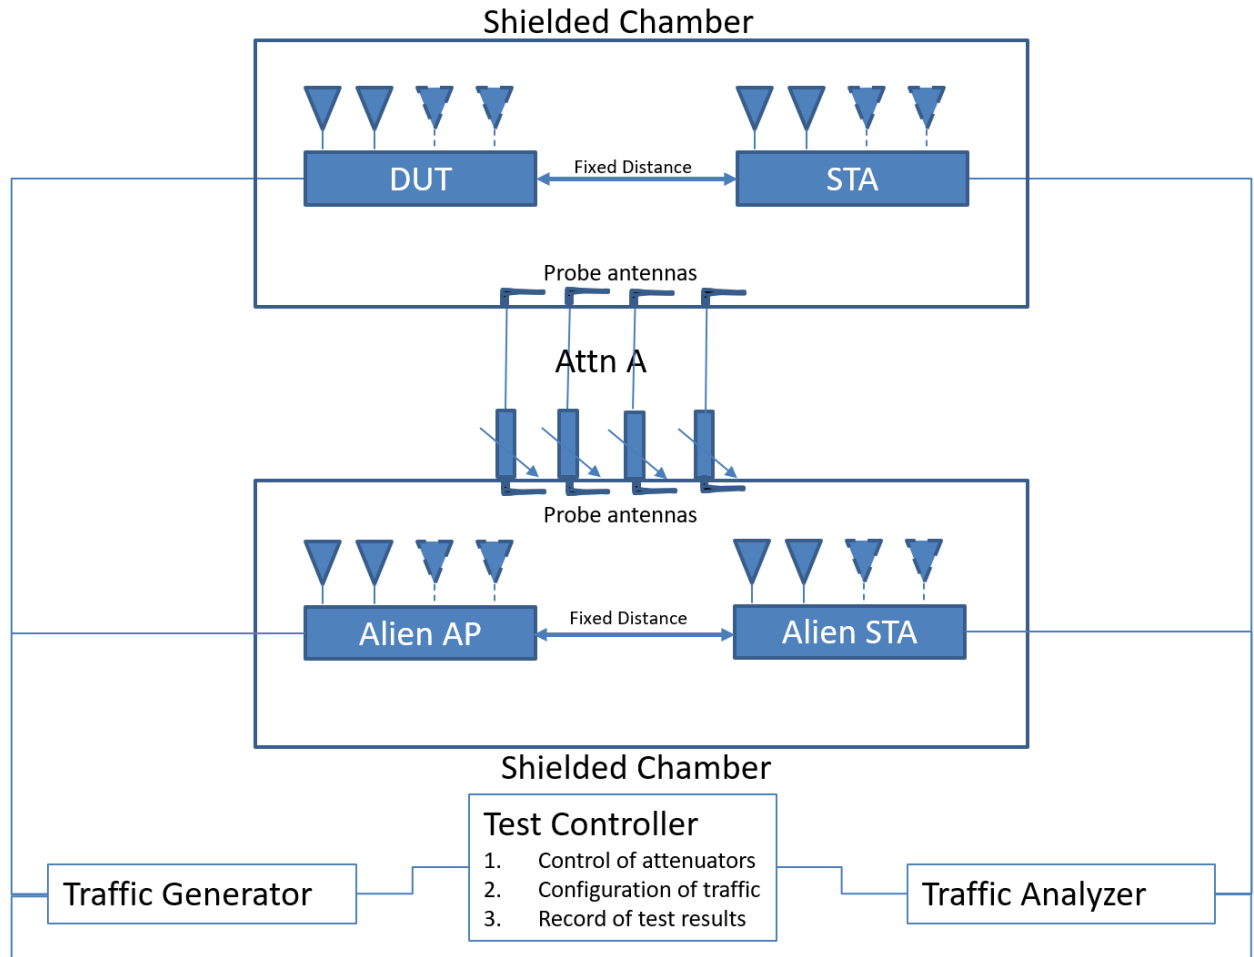 Shielded Chamber
DUT
Fixed Distance
STA
Probe antennas
Attn A
Probe antennas
Alien AP
Fixed Distance
Alien STA
Shielded Chamber
Test Controller
1. Control of attenuators
2. Configuration of traffic
3. Record of test results
Traffic Generator
Traffic Analyzer